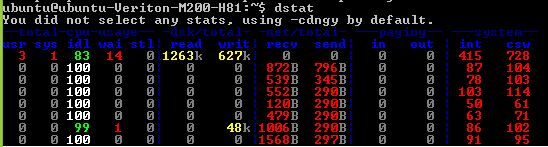 ubuntu@ubuntu-Veriton-M200-H81:~$ dstat
You did not select any stats, using -cdngy by default.
----total-cpu-usage---- -dsk/total- -net/total- ---paging-- ---system--
usr sys idl wai stl| read writ| recv send| in out | int csw
3 1 83 14 0|1263k 627k| 0 0 | 0 0 | 415 728
0 0 100 0 0| 0 0 | 872B 796B| 0 0 | 87 104
0 0 100 0 0| 0 0 | 539B 345B| 0 0 | 78 103
0 0 100 0 0| 0 0 | 552B 290B| 0 0 | 103 114
0 0 100 0 0| 0 0 | 120B 290B| 0 0 | 50 61
0 0 100 0 0| 0 0 | 479B 290B| 0 0 | 63 71
0 0 99 1 0| 0 48k|1006B 290B| 0 0 | 86 102
0 0 100 0 0| 0 0 |1568B 297B| 0 0 | 91 95